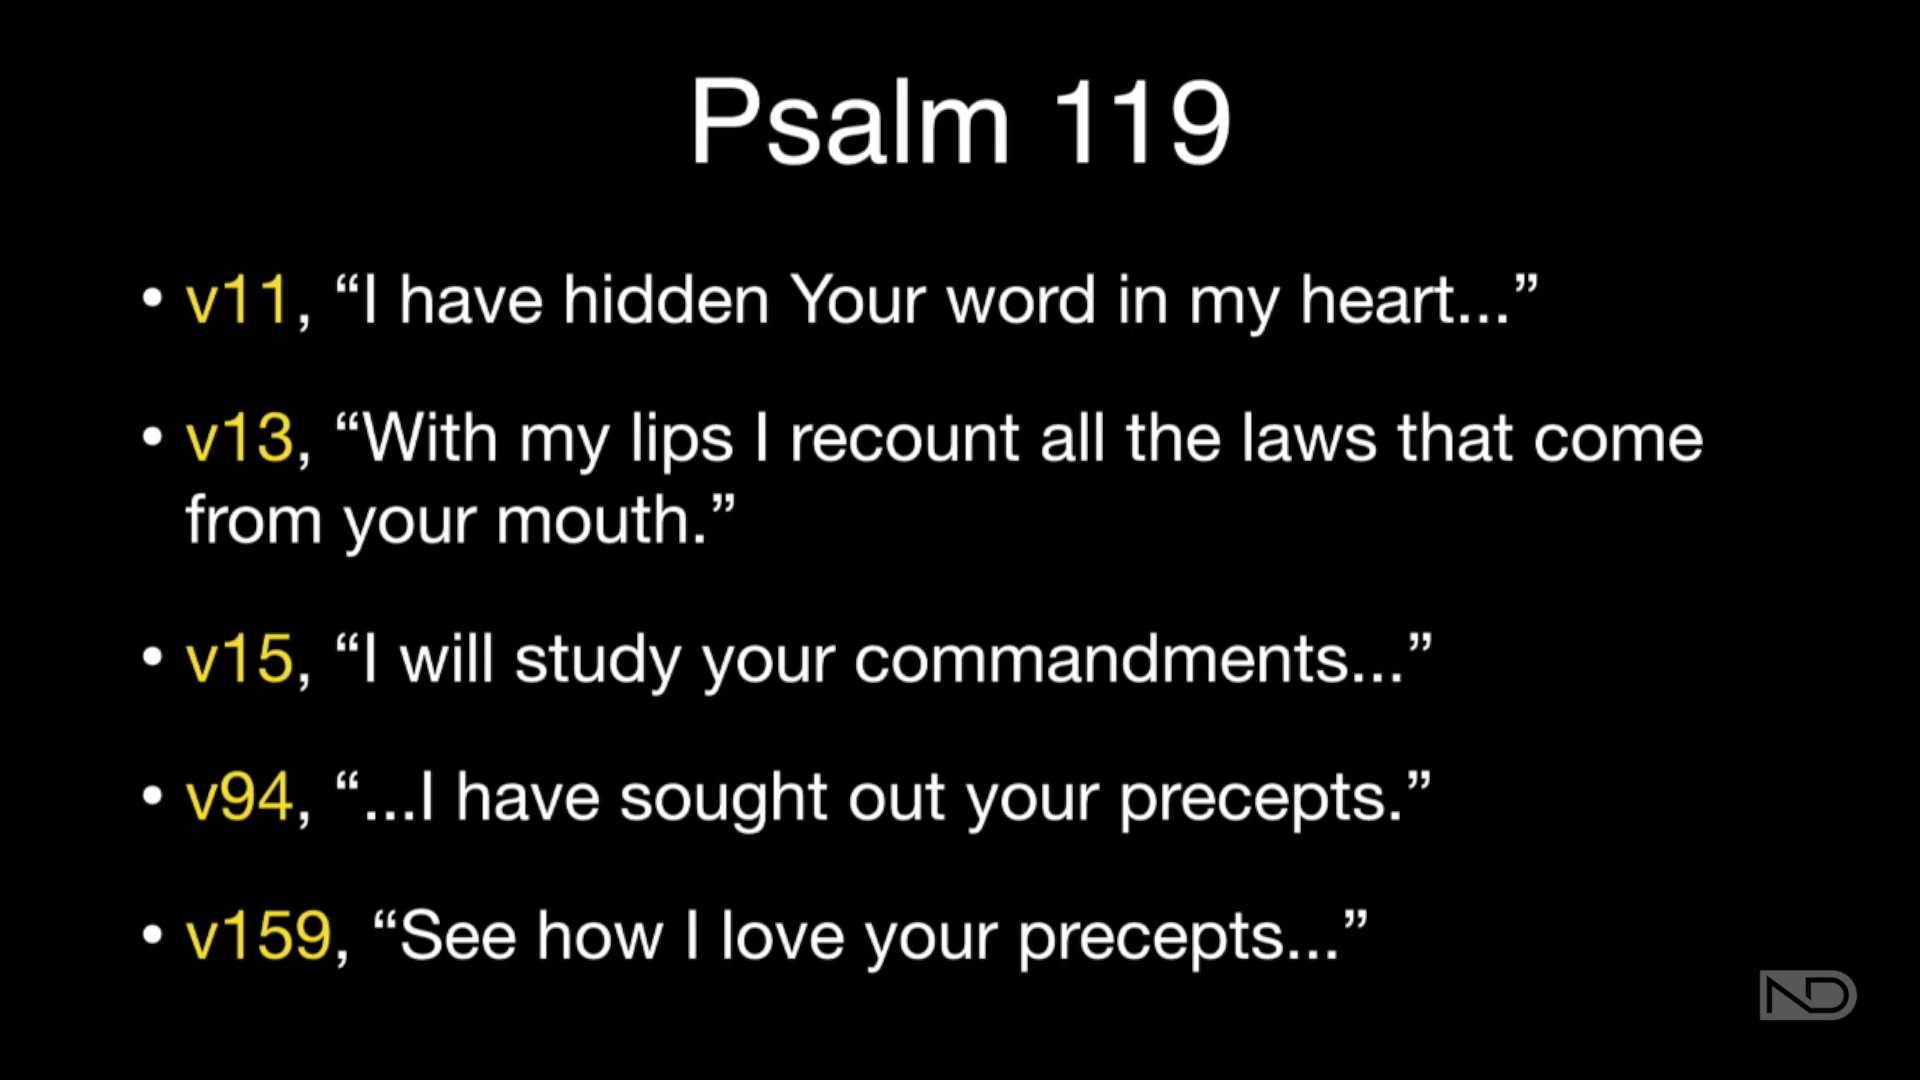 Psalm 119
• v11, “I have hidden Your word in my heart...”
• v13, “With my lips I recount all the laws that come
from your mouth.”
• v15, “I will study your commandments...”
• v94, “...I have sought out your precepts.”
• v159, “See how I love your precepts...”
ND